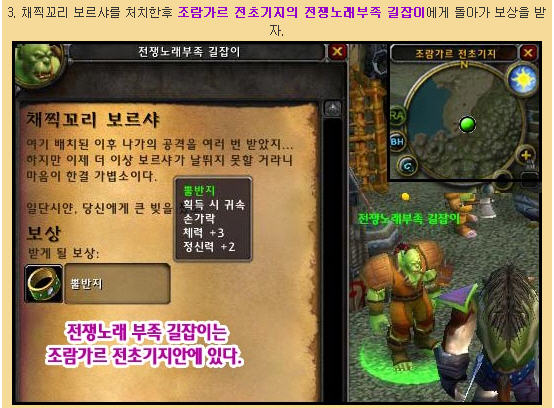 3. 채찍꼬리 보르샤를 처치한후 조람가르 전초기지의 전쟁노래부족 길잡이에게 돌아가 보상을 받
자.
전쟁노래부족 길잡이
채찍꼬리 보르샤
여기 배치된 이후 나가의 공격을 여러 번 받았지...
하지만 이제 더 이상 보르샤가 날뛰지 못할 거라니
마음이 한결 가볍소이다.
일단시얀, 당신에게 큰 빚을
뿔반지
획득 시 귀속
손가락
체력 +3
정신력 +2
보상
받게 될 보상:
뿔반지
전쟁노래 부족 길잡이는
조람가르 전초기지안에 있다.
조람가르 전초기지
N
RA
BH
G
전쟁노래부족 길잡이